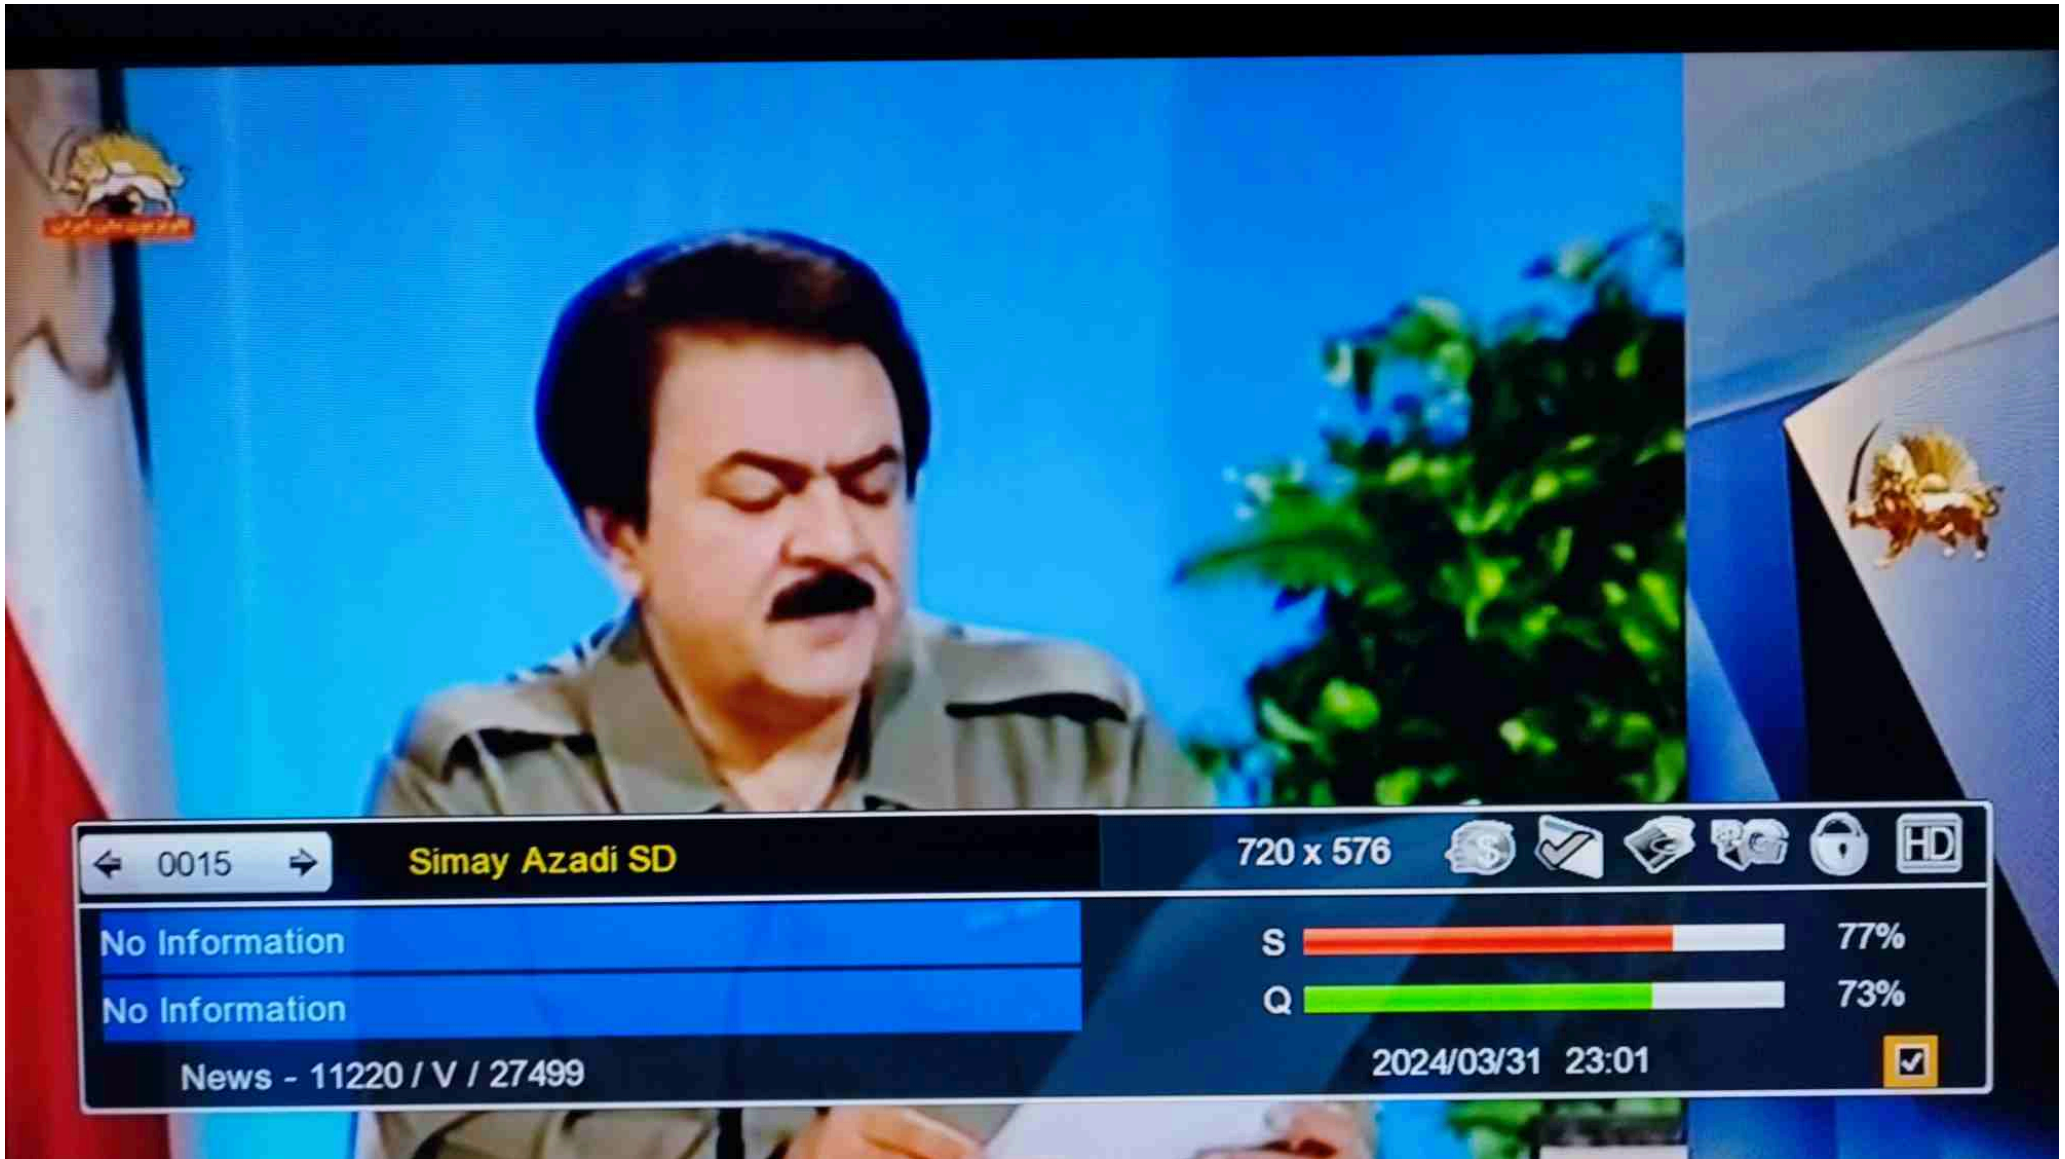 0015
Simay Azadi SD
720 x 576
HD
No Information
S 77%
No Information
Q 73%
News - 11220 / V / 27499
2024/03/31 23:01